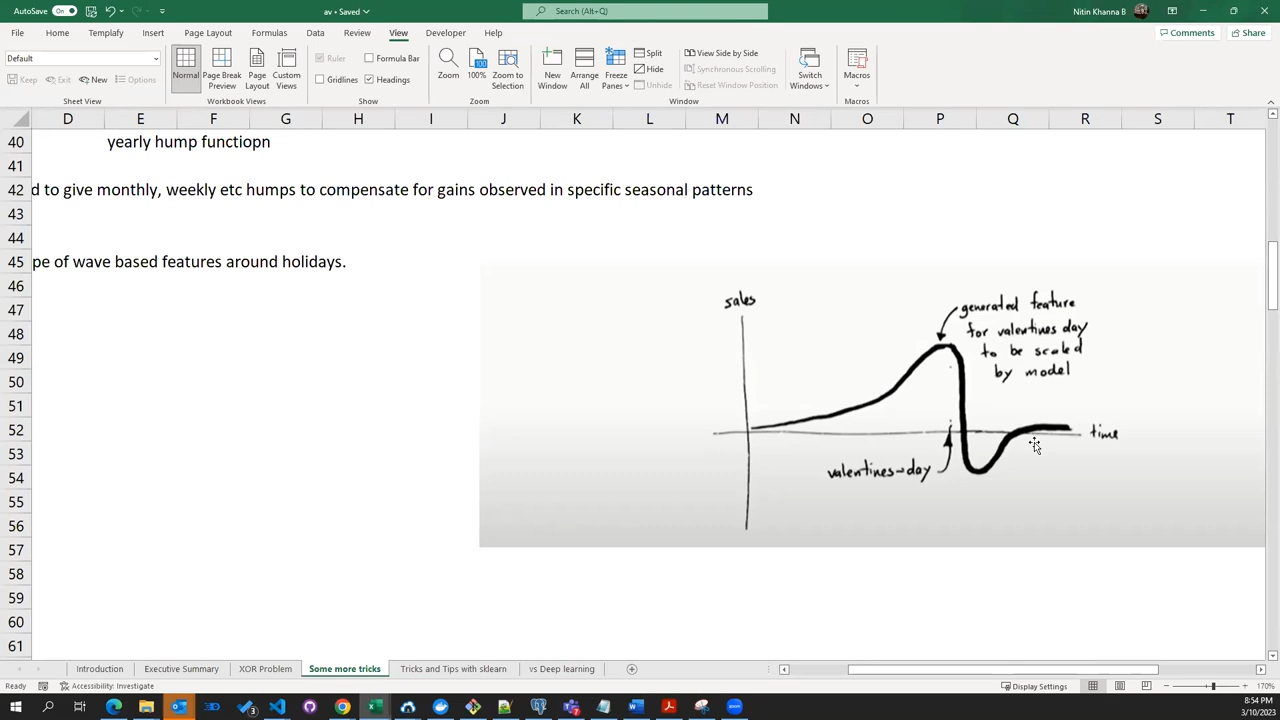 AutoSave On av • Saved Search (Alt+Q) Nitin Khanna B
File Home Templafy Insert Page Layout Formulas Data Review View Developer Help Comments Share
Default Ruler Formula Bar Split View Side by Side
Keep Exit New Options Normal Page Break Preview Page Layout Custom Views Gridlines Headings Zoom 100% Zoom to Selection New Window Arrange All Freeze Panes Hide Synchronous Scrolling Switch Windows Macros
Unhide Reset Window Position
Sheet View Workbook Views Show Zoom Window Macros
D E F G H I J K L M N O P Q R S T
40 yearly hump functiopn
41
42 d to give monthly, weekly etc humps to compensate for gains observed in specific seasonal patterns
43
44
45 pe of wave based features around holidays.
46
47 sales generated feature
48 for valentines day
49 to be scaled
50 by model
51
52 time
53
54 valentines day
55
56
57
58
59
60
61
Introduction Executive Summary XOR Problem Some more tricks Tricks and Tips with sklearn vs Deep learning
Ready Accessibility: Investigate Display Settings 170%
8:54 PM
3/10/2023